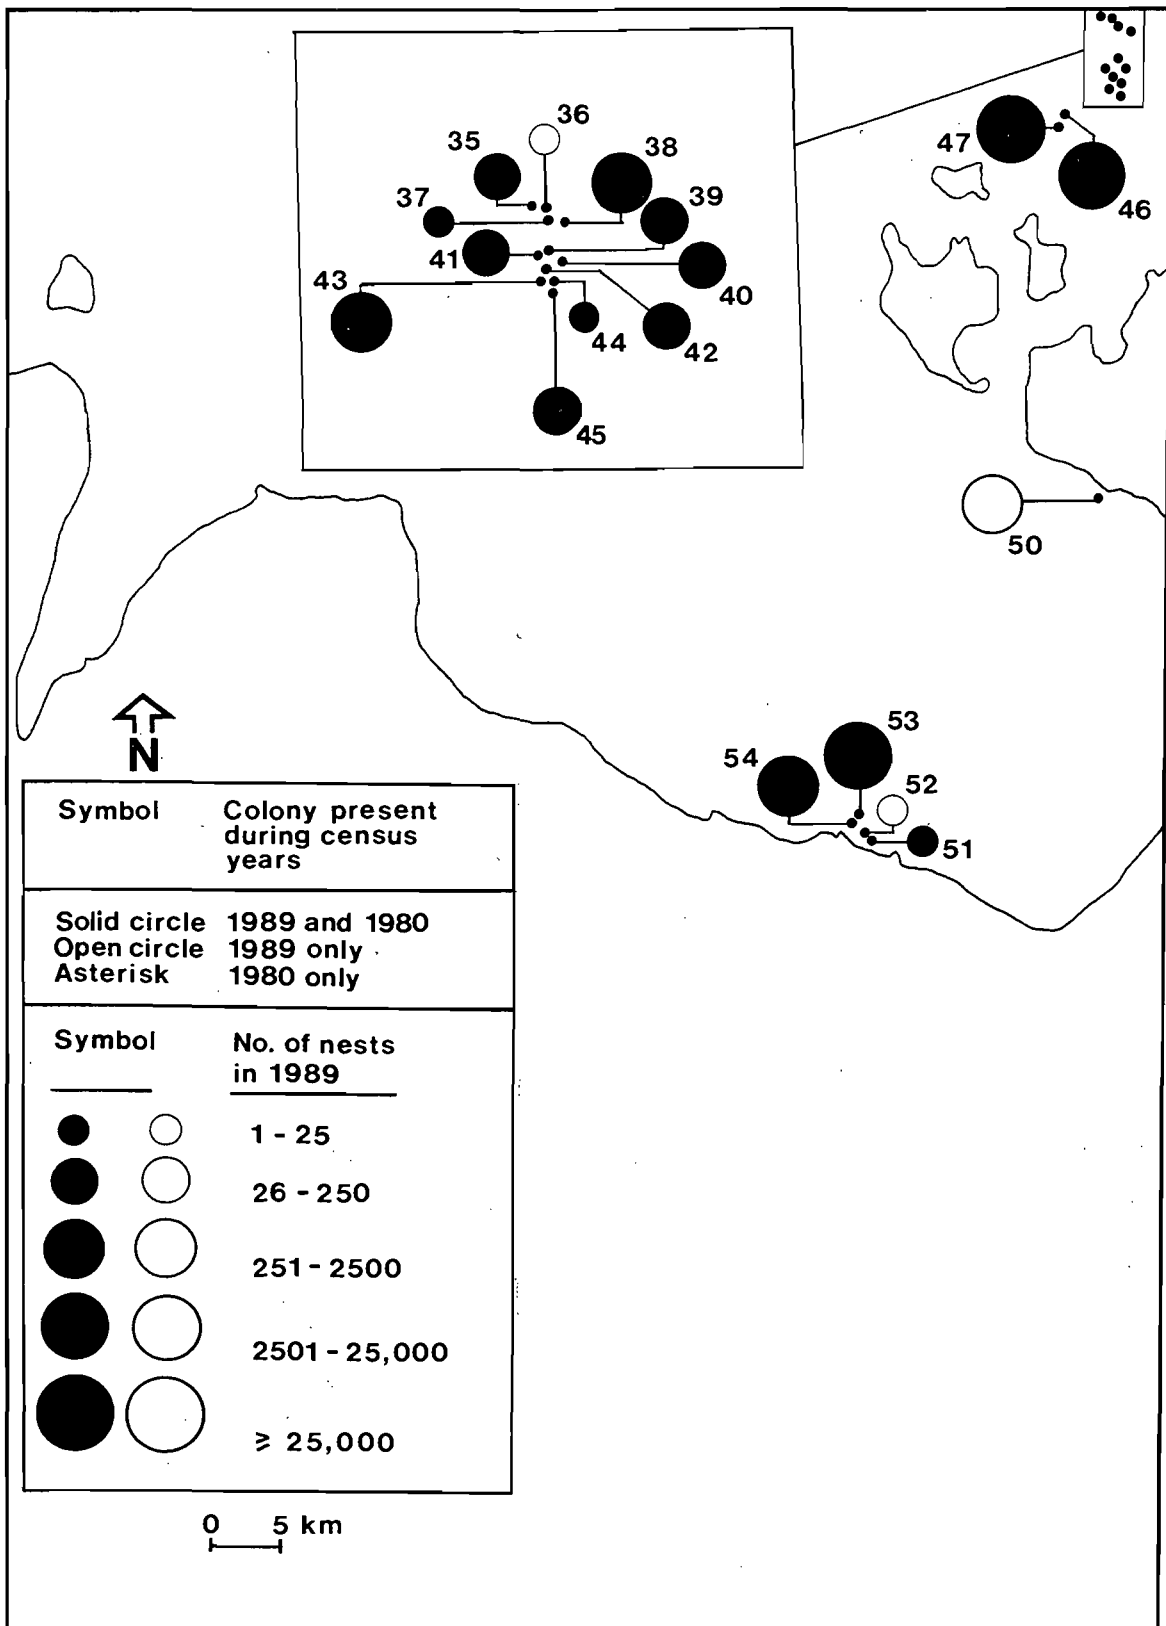 36
35
38
37
39
41
43
40
44
42
45
47
46
50
53
54
52
51
N
Symbol Colony present
during census
years
Solid circle 1989 and 1980
Open circle 1989 only
Asterisk 1980 only
Symbol No. of nests
in 1989
1 - 25
26 - 250
251 - 2500
2501 - 25,000
≥ 25,000
0 5 km